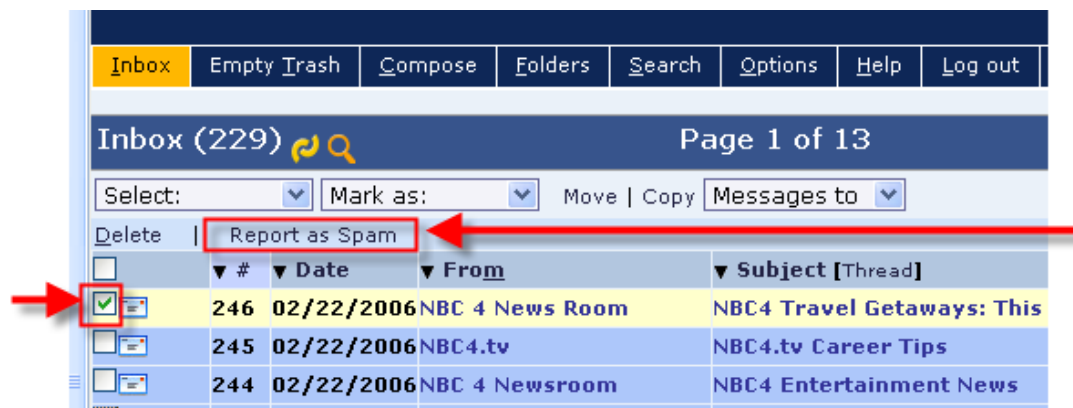 Inbox Empty Trash Compose Folders Search Options Help Log out
Inbox (229) Page 1 of 13
Select: Mark as: Move | Copy Messages to
Delete | Report as Spam
# Date From Subject [Thread]
246 02/22/2006 NBC 4 News Room NBC4 Travel Getaways: This
245 02/22/2006 NBC4.tv NBC4.tv Career Tips
244 02/22/2006 NBC 4 Newsroom NBC4 Entertainment News